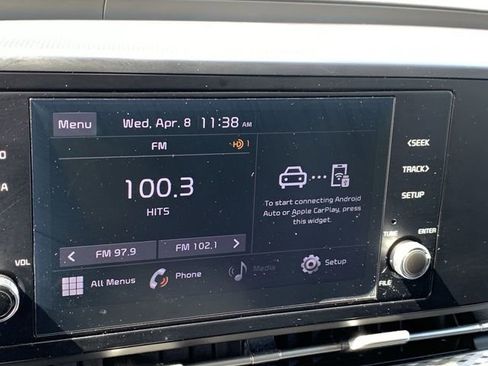 Menu Wed, Apr. 8 11:38 AM
FM HD 1
100.3
HITS
To start connecting Android
Auto or Apple CarPlay, press
this widget.
FM 97.9 FM 102.1
All Menus Phone Media Setup
VOL
<SEEK
TRACK>
SETUP
TUNE ENTER
FILE